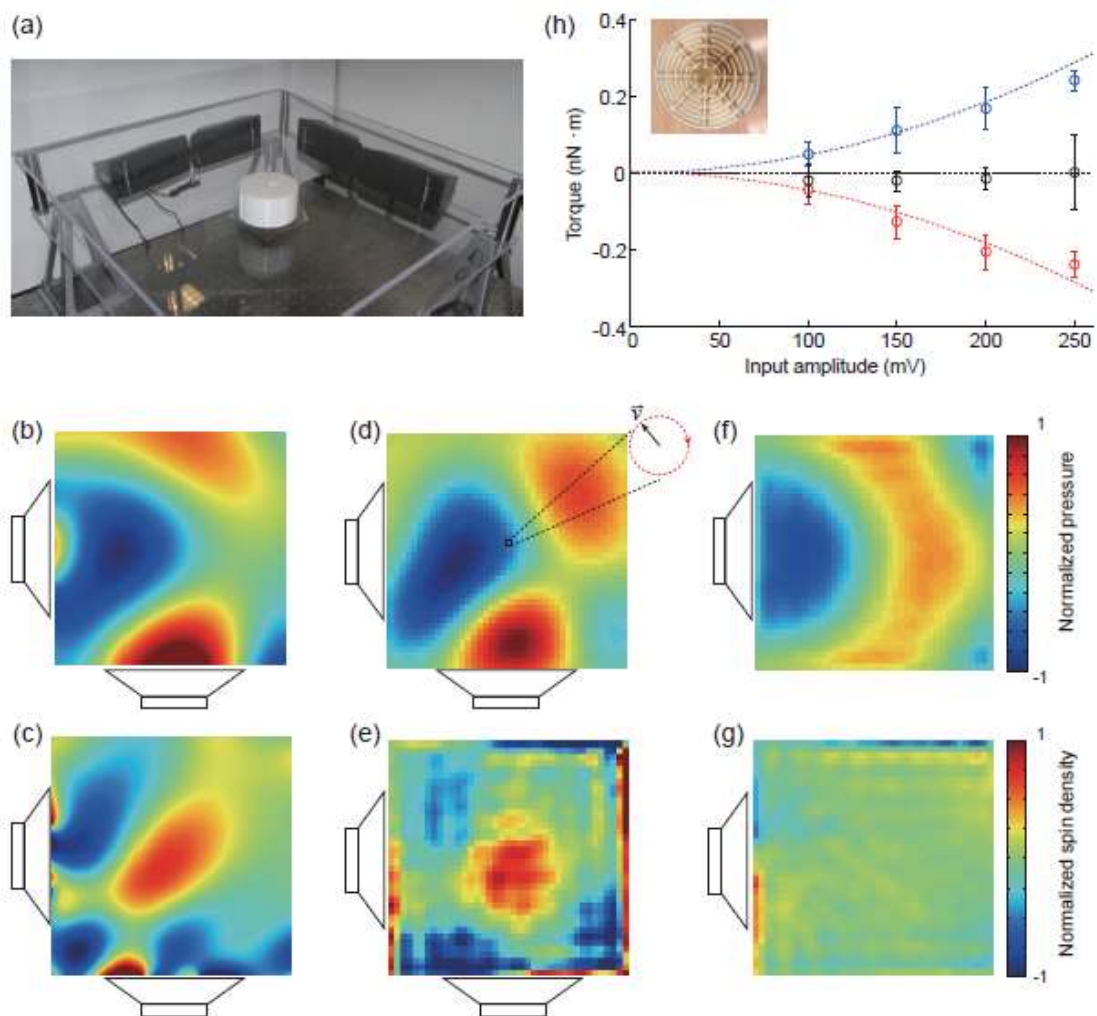 (a)
(h)
0.4
0.2
0
-0.2
-0.4
Torque (nN · m)
0
50
100
150
200
250
Input amplitude (mV)
(b)
(d)
v⃗
(f)
1
-1
Normalized pressure
(c)
(e)
(g)
1
-1
Normalized spin density